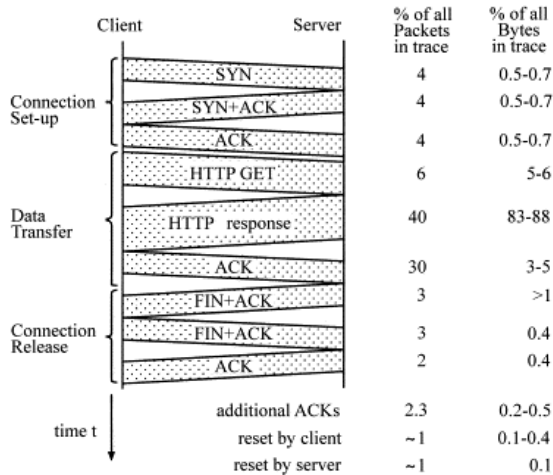 Client Server % of all Packets in trace % of all Bytes in trace
SYN 4 0.5-0.7
Connection Set-up
SYN+ACK 4 0.5-0.7
ACK 4 0.5-0.7
HTTP GET 6 5-6
Data Transfer
HTTP response 40 83-88
ACK 30 3-5
FIN+ACK 3 >1
Connection Release
FIN+ACK 3 0.4
ACK 2 0.4
additional ACKs 2.3 0.2-0.5
time t
reset by client ~1 0.1-0.4
reset by server ~1 0.1